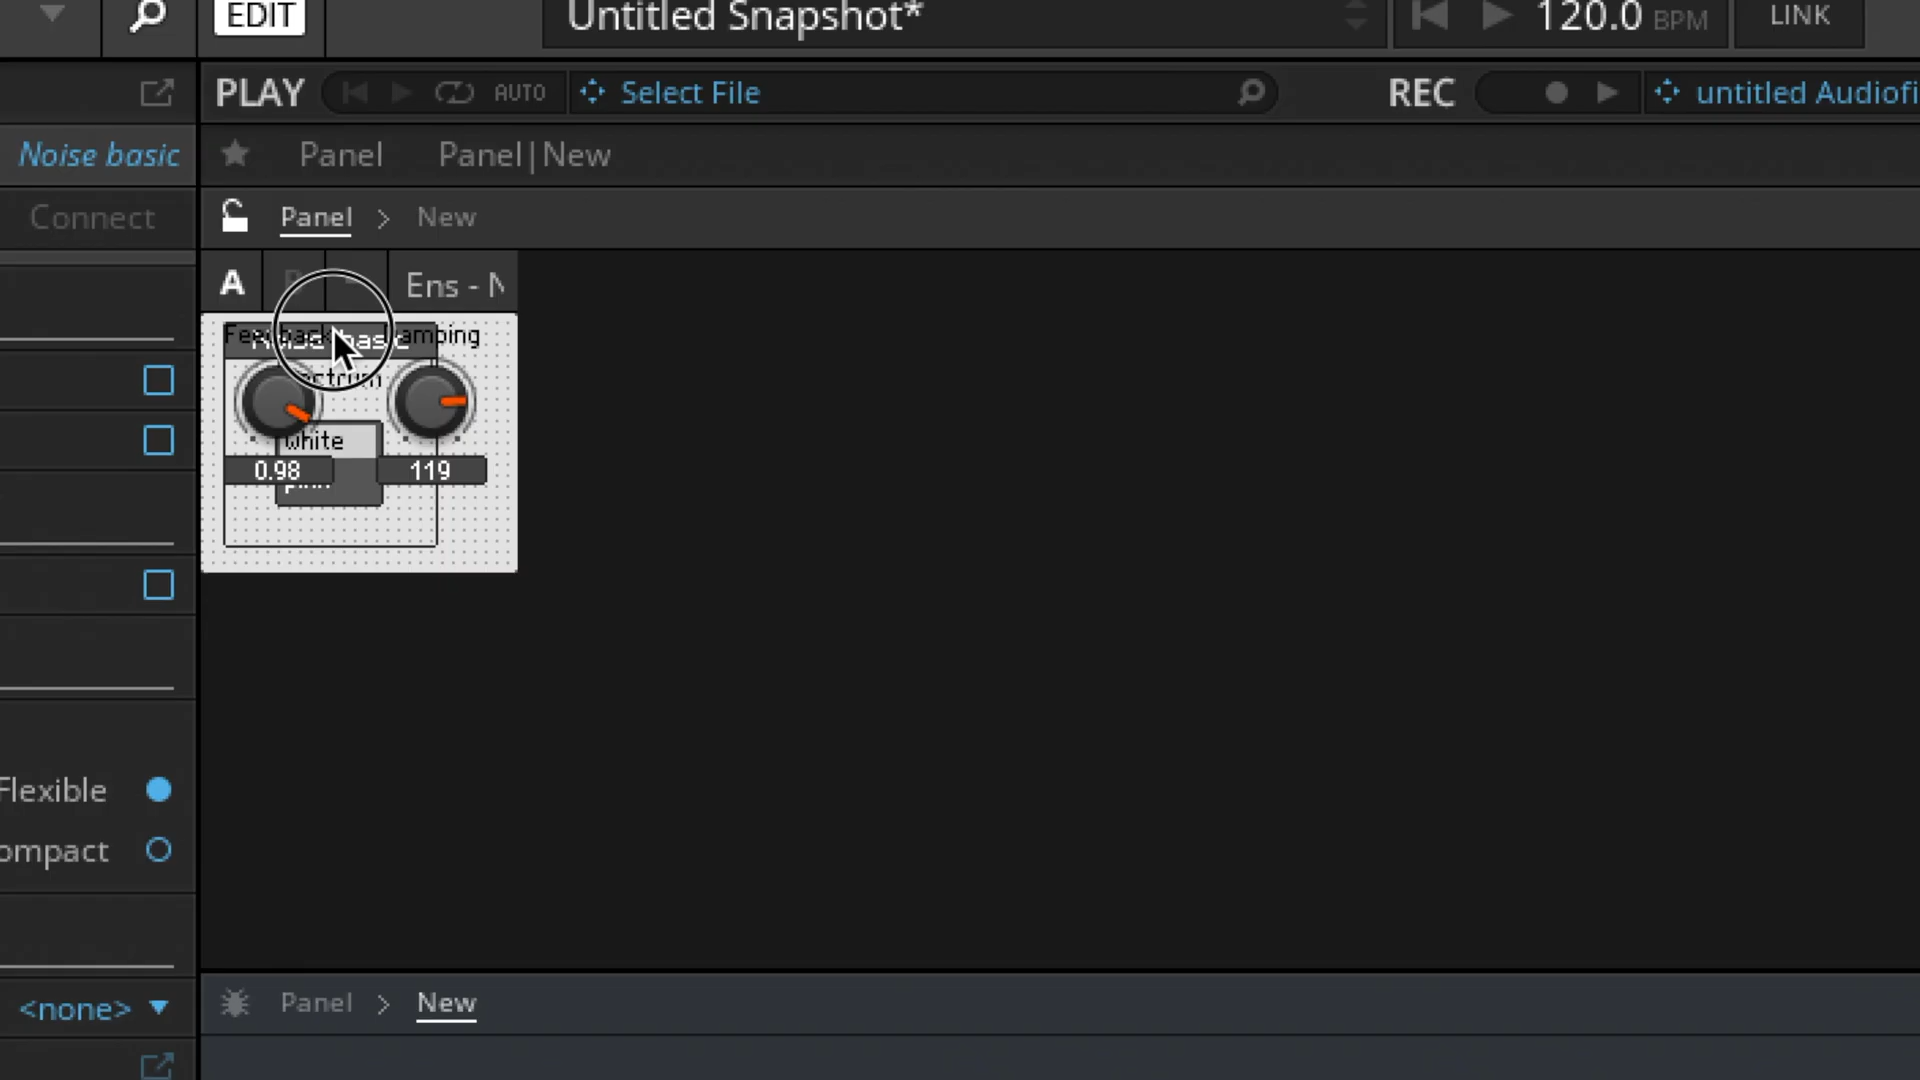 EDIT
Untitled Snapshot*
120.0 BPM
LINK
PLAY
AUTO
Select File
REC
untitled Audiofi
Noise basic
Panel
Panel|New
Connect
Panel > New
A
Ens - N
white
0.98
119
Flexible
ompact
<none>
Panel > New